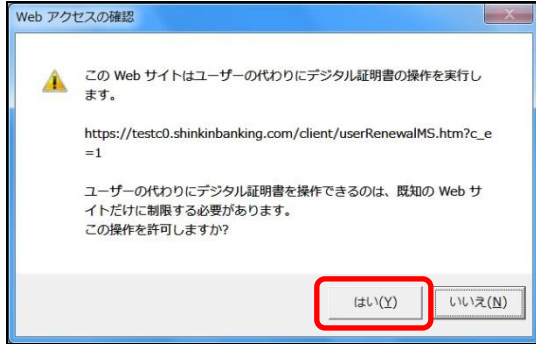 Web アクセスの確認
この Web サイトはユーザーの代わりにデジタル証明書の操作を実行し
ます。
https://testc0.shinkinbanking.com/client/userRenewalMS.htm?c_e
=1
ユーザーの代わりにデジタル証明書を操作できるのは、既知の Web サ
イトだけに制限する必要があります。
この操作を許可しますか?
はい(Y) いいえ(N)